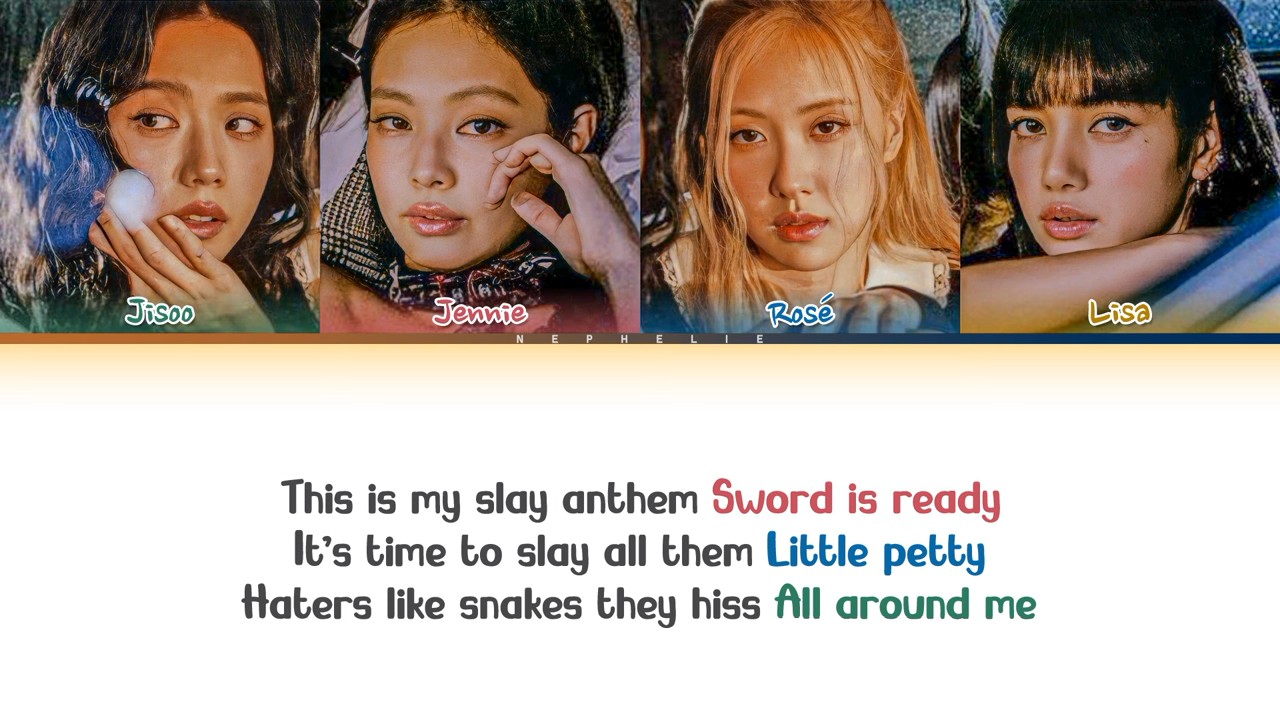 Jisoo
Jennie
Rosé
Lisa
NEPHELIE
This is my slay anthem Sword is ready
It's time to slay all them Little petty
Haters like snakes they hiss All around me